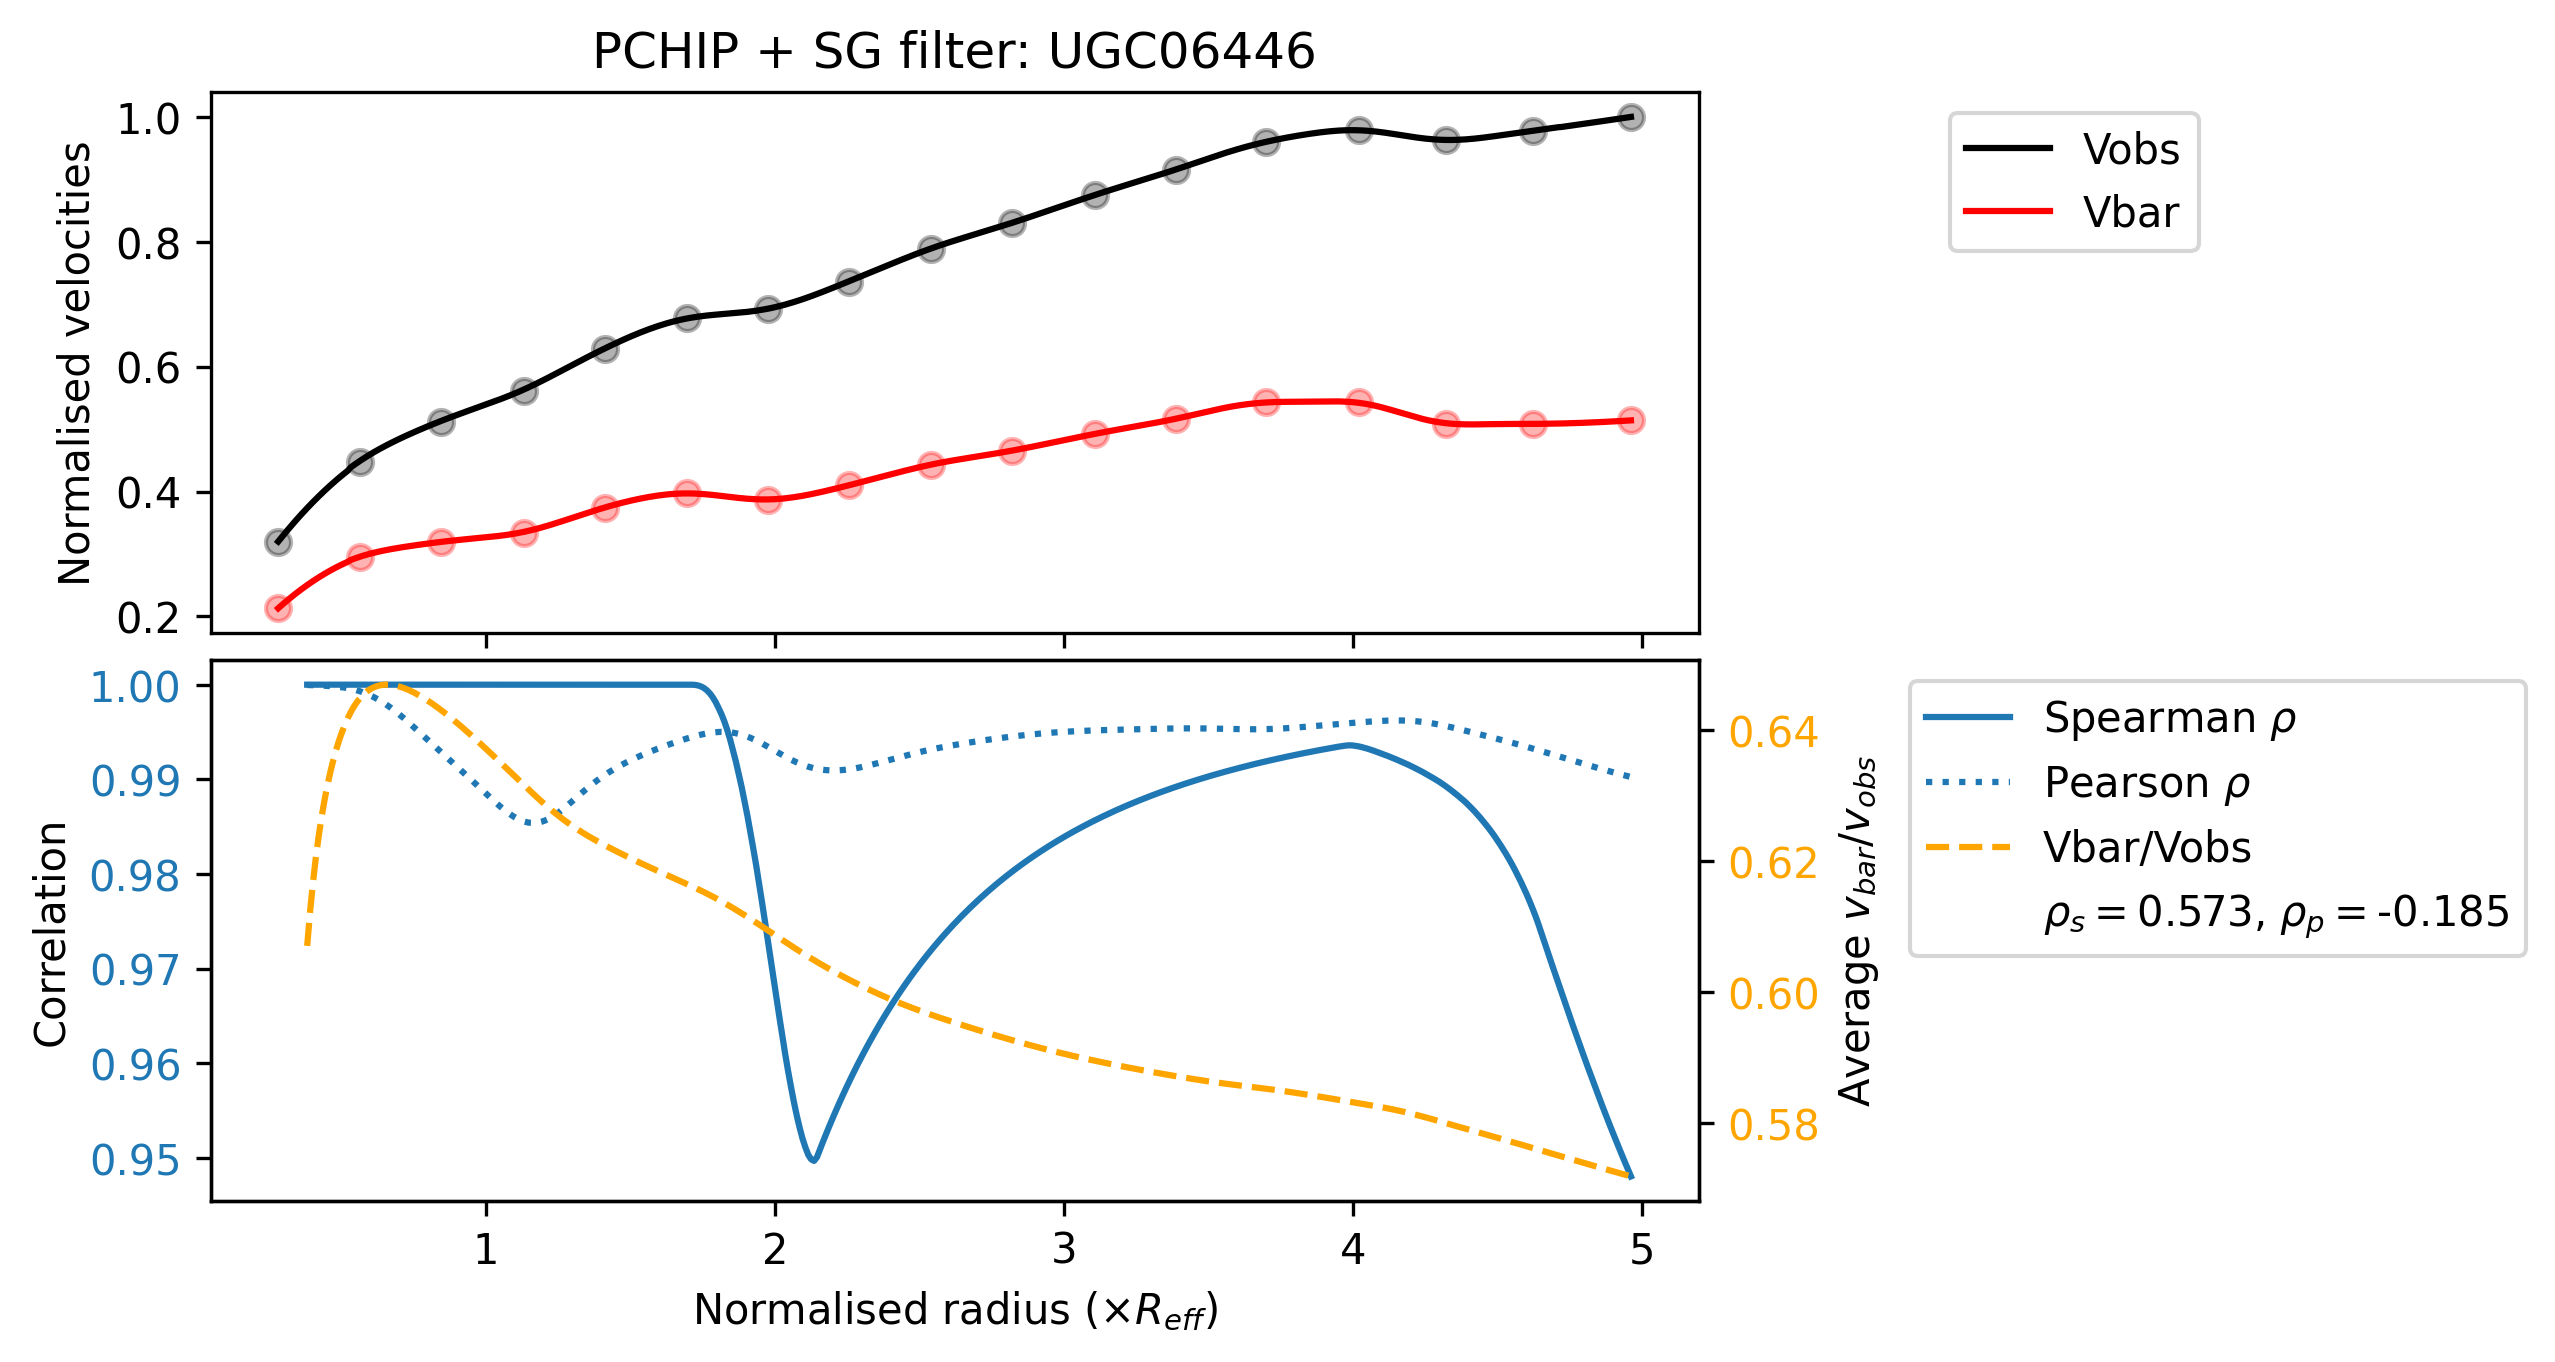 PCHIP + SG filter: UGC06446
Normalised velocities
1.0
0.8
0.6
0.4
0.2
Vobs
Vbar
Correlation
1.00
0.99
0.98
0.97
0.96
0.95
0.64
0.62
0.60
0.58
Average v_bar/v_obs
Spearman ρ
Pearson ρ
Vbar/Vobs
ρ_s = 0.573, ρ_p = -0.185
1 2 3 4 5
Normalised radius (×R_eff)